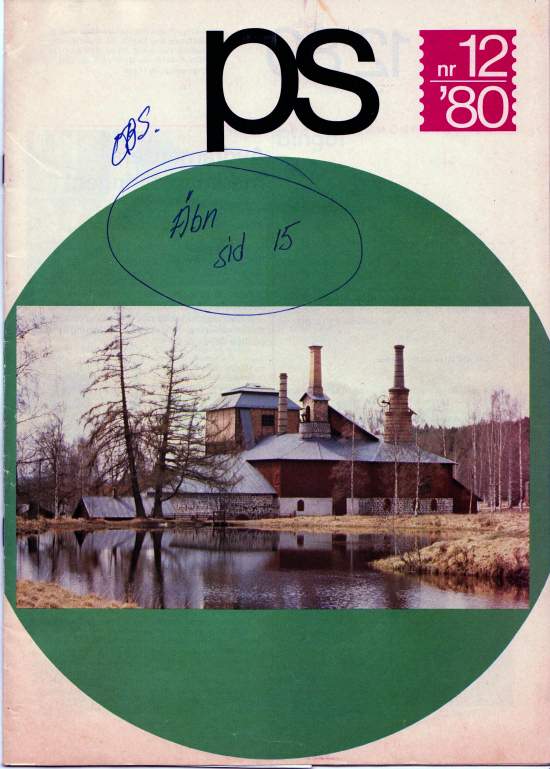 ps
nr 12
'80
OBS.
Åbn
sid 15